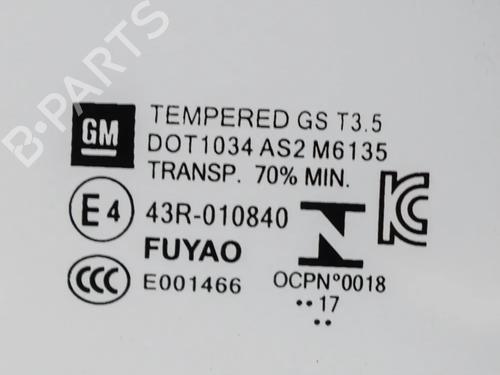 B-PARTS
GM
TEMPERED GS T3.5
DOT1034 AS2 M6135
TRANSP. 70% MIN.
E4
43R-010840
FUYAO
CCC
E001466
KC
N
OCPN°0018
•• 17
••